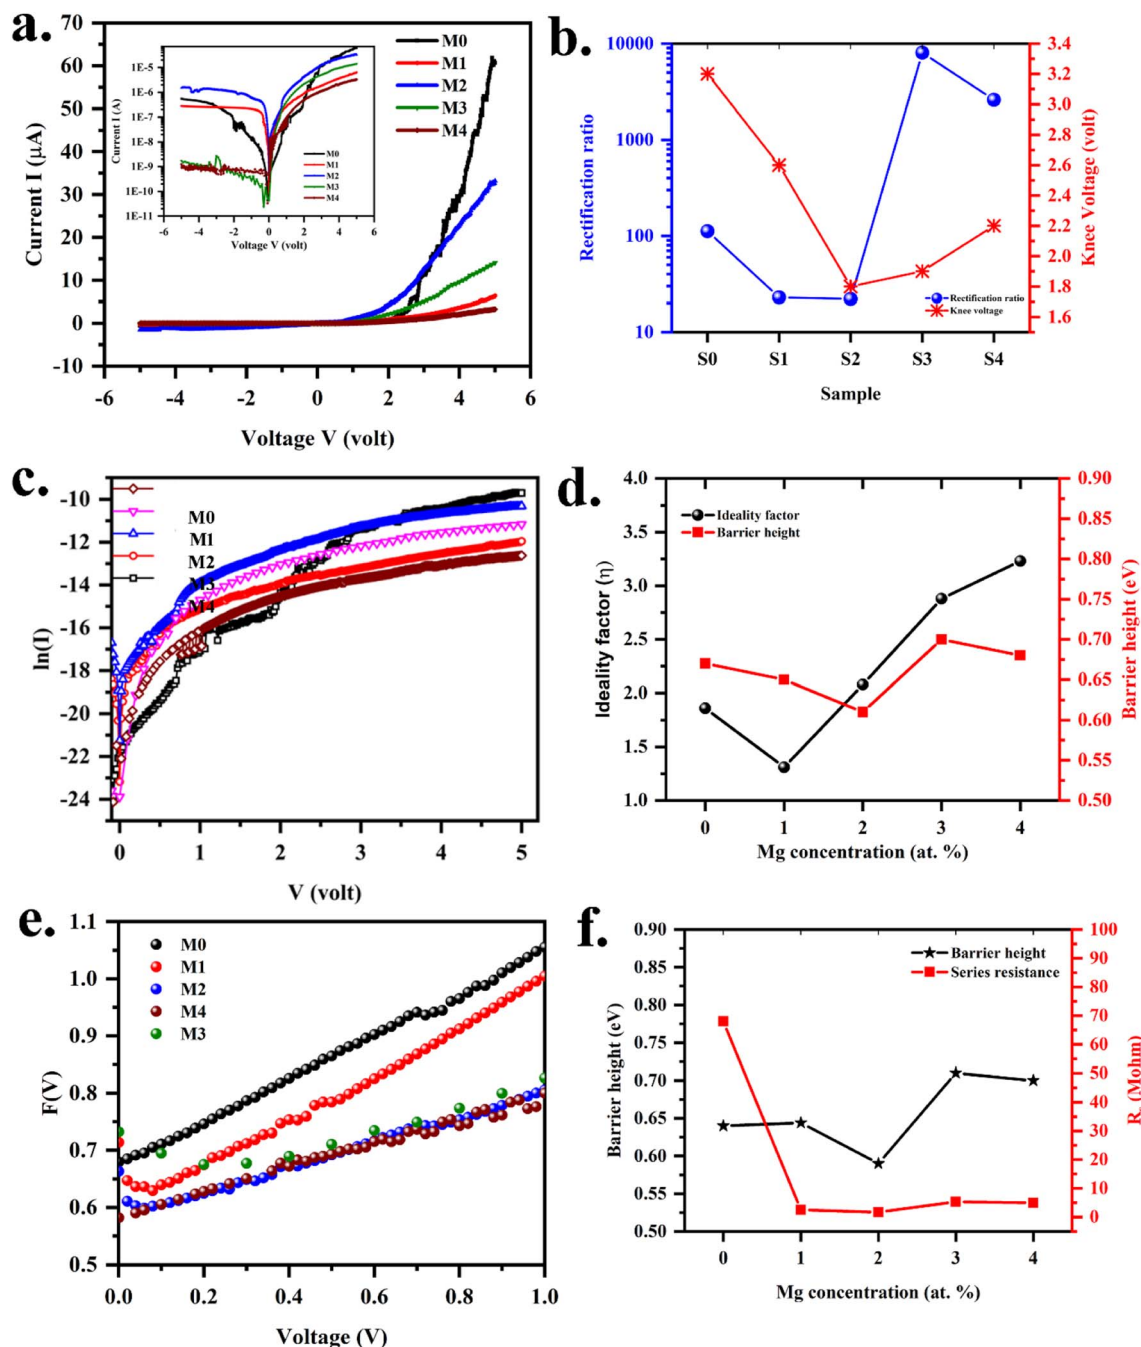 a.
70
60
50
40
30
20
10
0
-10
Current I (μA)
-6
-4
-2
0
2
4
6
Voltage V (volt)
M0
M1
M2
M3
M4
1E-5
1E-6
1E-7
1E-8
1E-9
1E-10
1E-11
Current I (A)
-6
-4
-2
0
2
4
6
Voltage V (volt)
M0
M1
M2
M3
M4
b.
10000
1000
100
10
Rectification ratio
3.4
3.2
3.0
2.8
2.6
2.4
2.2
2.0
1.8
1.6
Knee Voltage (volt)
Rectification ratio
Knee voltage
S0
S1
S2
S3
S4
Sample
c.
-10
-12
-14
-16
-18
-20
-22
-24
ln(I)
M0
M1
M2
M3
M4
0
1
2
3
4
5
V (volt)
d.
4.0
3.5
3.0
2.5
2.0
1.5
1.0
Ideality factor (η)
Ideality factor
Barrier height
0.90
0.85
0.80
0.75
0.70
0.65
0.60
0.55
0.50
Barrier height (eV)
0
1
2
3
4
Mg concentration (at. %)
e.
1.1
1.0
0.9
0.8
0.7
0.6
0.5
F(V)
M0
M1
M2
M4
M3
0.0
0.2
0.4
0.6
0.8
1.0
Voltage (V)
f.
0.90
0.85
0.80
0.75
0.70
0.65
0.60
0.55
0.50
Barrier height (eV)
Barrier height
Series resistance
100
90
80
70
60
50
40
30
20
10
0
R (Mohm)
0
1
2
3
4
Mg concentration (at. %)